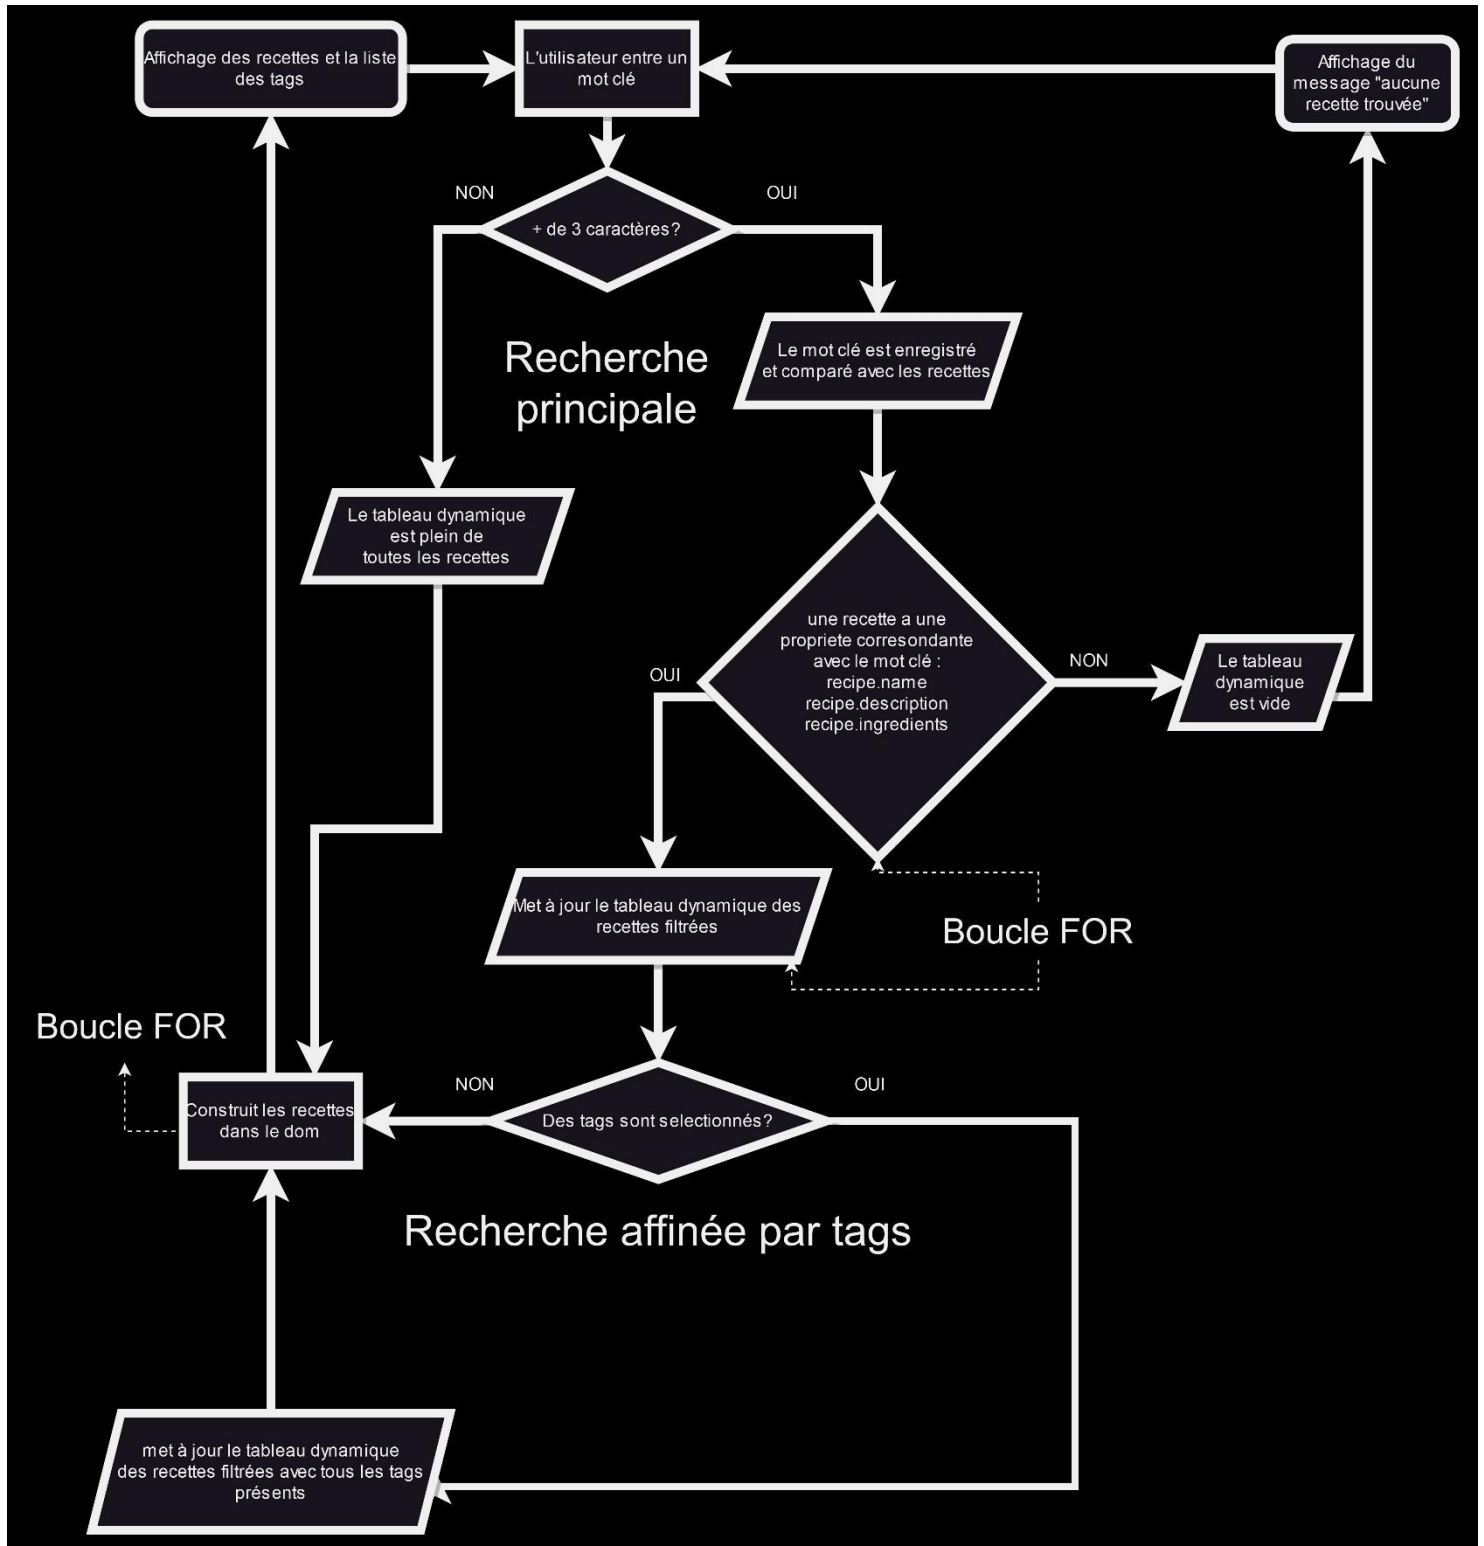 Affichage des recettes et la liste
des tags
L'utilisateur entre un
mot clé
Affichage du
message "aucune
recette trouvée"
NON
OUI
+ de 3 caractères?
Recherche
principale
Le mot clé est enregistré
et comparé avec les recettes
Le tableau dynamique
est plein de
toutes les recettes
une recette a une
propriete corresondante
avec le mot clé :
recipe.name
recipe.description
recipe.ingredients
OUI
NON
Le tableau
dynamique
est vide
Met à jour le tableau dynamique des
recettes filtrées
Boucle FOR
Boucle FOR
NON
OUI
Construit les recettes
dans le dom
Des tags sont selectionnés?
Recherche affinée par tags
met à jour le tableau dynamique
des recettes filtrées avec tous les tags
présents